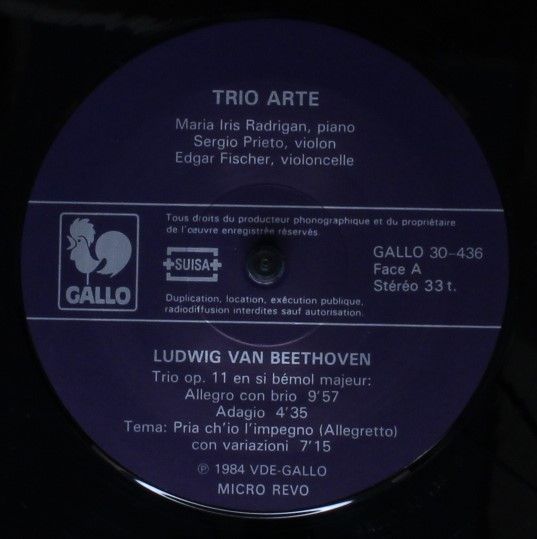 TRIO ARTE
Maria Iris Radrigan, piano
Sergio Prieto, violon
Edgar Fischer, violoncelle
Tous droits du producteur phonographique et du propriétaire
de l'œuvre enregistrée réservés.
GALLO
SUISA
GALLO 30-436
Face A
Stéréo 33 t.
Duplication, location, exécution publique,
radiodiffusion interdites sauf autorisation.
LUDWIG VAN BEETHOVEN
Trio op. 11 en si bémol majeur:
Allegro con brio 9'57
Adagio 4'35
Tema: Pria ch'io l'impegno (Allegretto)
con variazioni 7'15
℗ 1984 VDE-GALLO
MICRO REVO